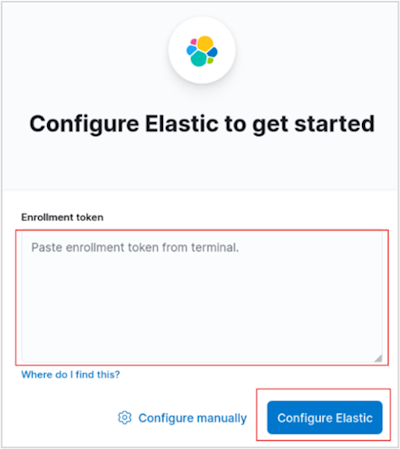 Configure Elastic to get started
Enrollment token
Paste enrollment token from terminal.
Where do I find this?
Configure manually
Configure Elastic